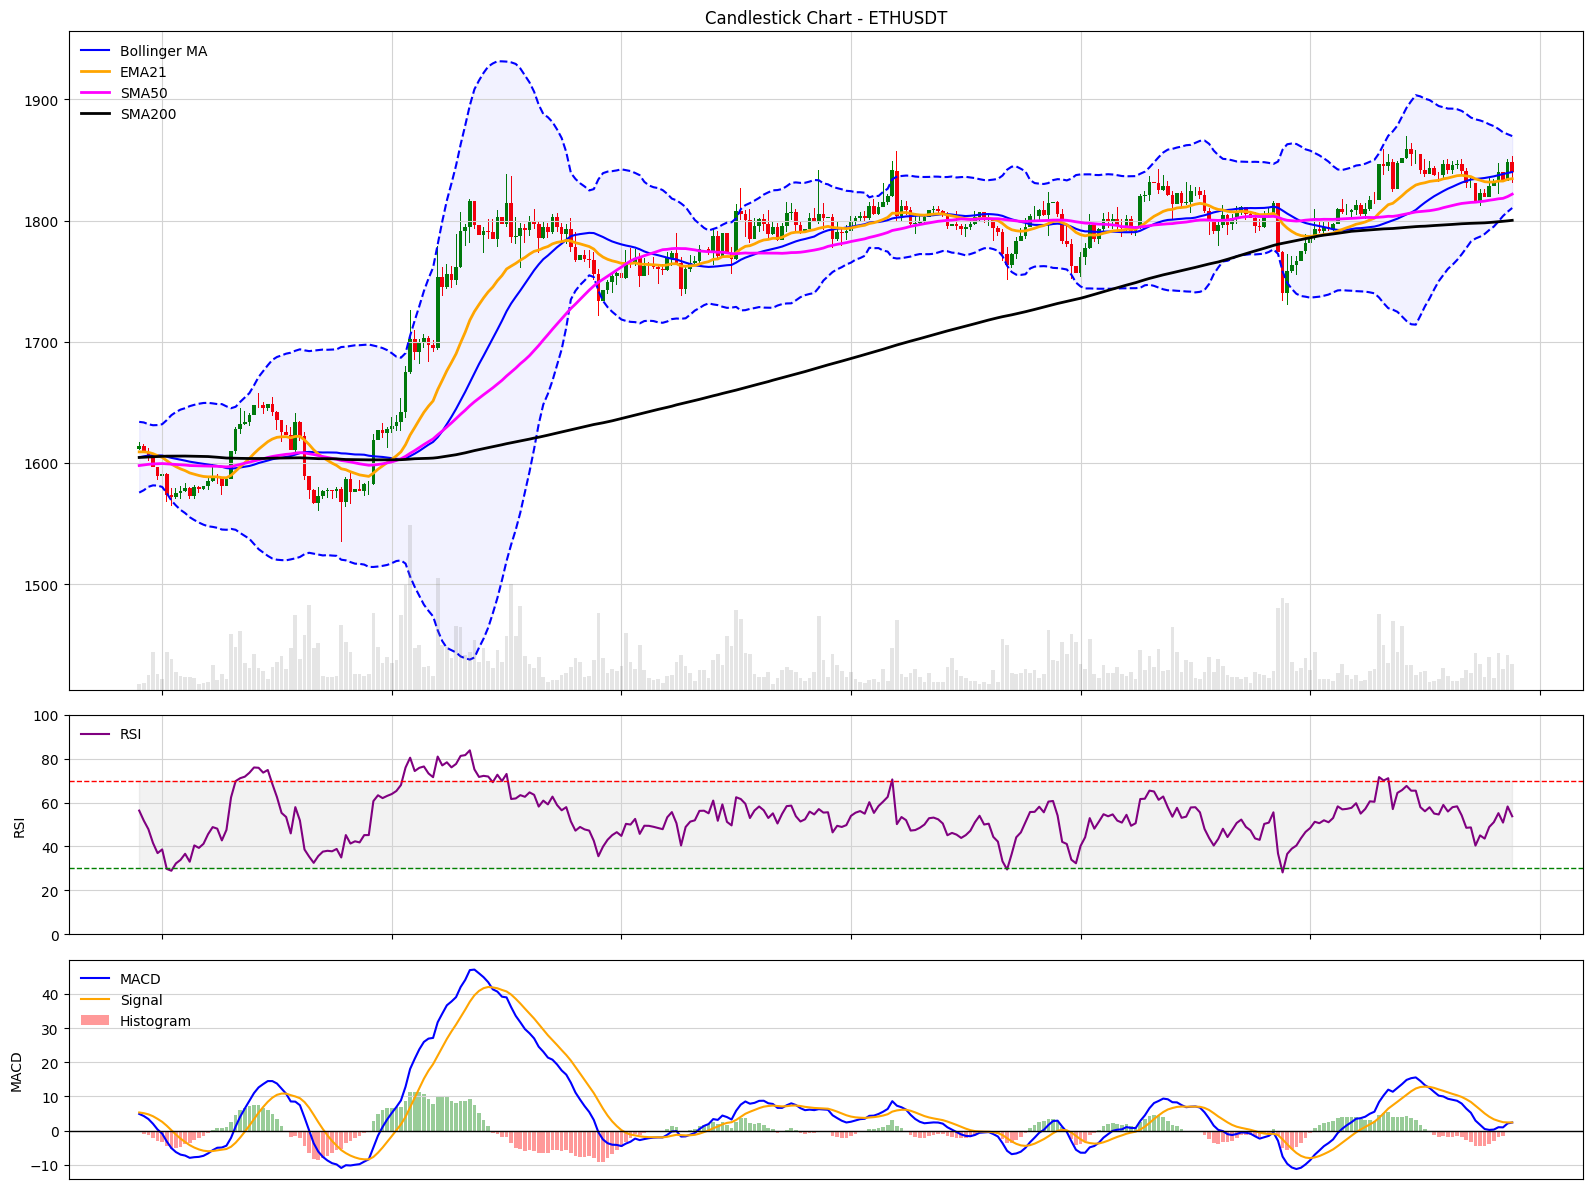 Candlestick Chart - ETHUSDT
Bollinger MA
EMA21
SMA50
SMA200
1900
1800
1700
1600
1500
RSI
100
80
60
40
20
0
RSI
MACD
Signal
Histogram
40
30
20
10
0
−10
MACD